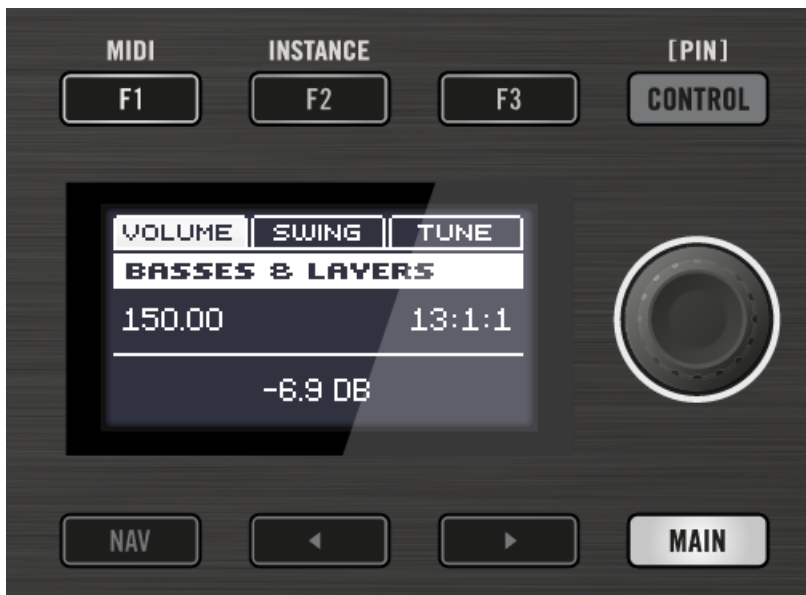 MIDI INSTANCE [PIN]
F1 F2 F3 CONTROL
VOLUME SWING TUNE
BASSES & LAYERS
150.00 13:1:1
-6.9 DB
NAV MAIN